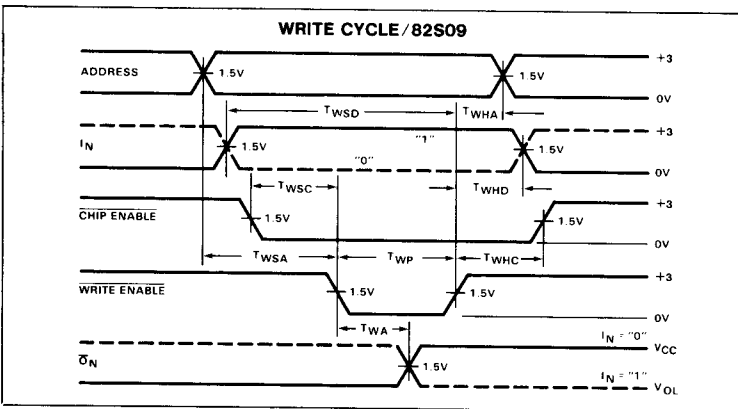 WRITE CYCLE/82S09
ADDRESS
1.5V
1.5V
+3
0V
TWSD
TWHA
IN
1.5V
"1"
"0"
1.5V
+3
0V
TWSC
TWHD
CHIP ENABLE
1.5V
1.5V
+3
0V
TWSA
TWP
TWHC
WRITE ENABLE
1.5V
1.5V
+3
0V
TWA
IN = "0"
VCC
ON
1.5V
IN = "1"
VOL